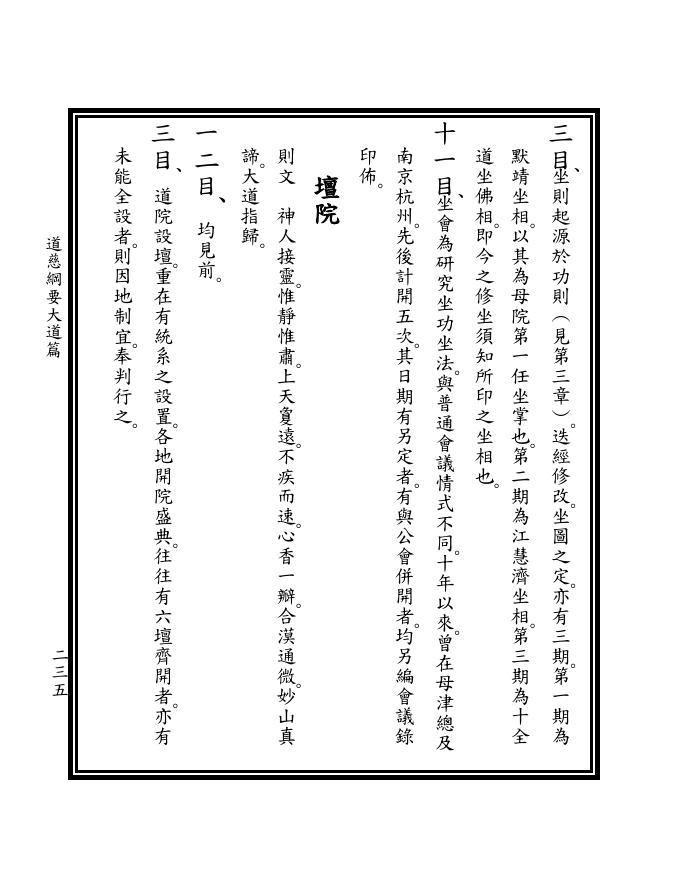 三目、坐則起源於功則（見第三章）。迭經修改。坐圖之定。亦有三期。第一期為
默靖坐相。以其為母院第一任坐掌也。第二期為江慧濟坐相。第三期為十全
道坐佛相。即今之修坐須知所印之坐相也。
十一目、坐會為研究坐功坐法。與普通會議情式不同。十年以來。曾在母津總及
南京杭州。先後計開五次。其日期有另定者。有與公會併開者。均另編會議錄
印佈。
壇院
則文　神人接靈。惟靜惟肅。上天敻遠。不疾而速。心香一瓣。合漠通微。妙山真
諦。大道指歸。
一二目、均見前。
三目、道院設壇。重在有統系之設置。各地開院盛典。往往有六壇齊開者。亦有
未能全設者。則因地制宜。奉判行之。
道慈綱要大道篇
二三五